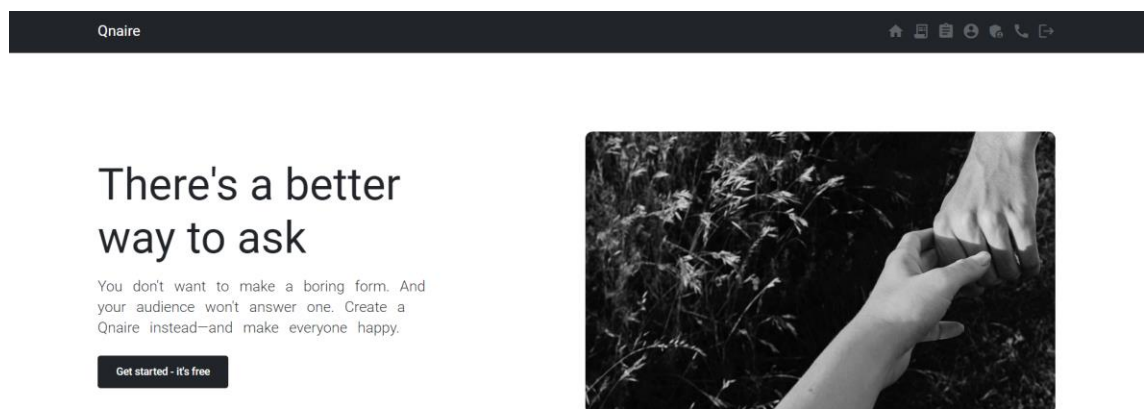 Qnaire
There's a better
way to ask
You don't want to make a boring form. And
your audience won't answer one. Create a
Qnaire instead—and make everyone happy.
Get started - it's free